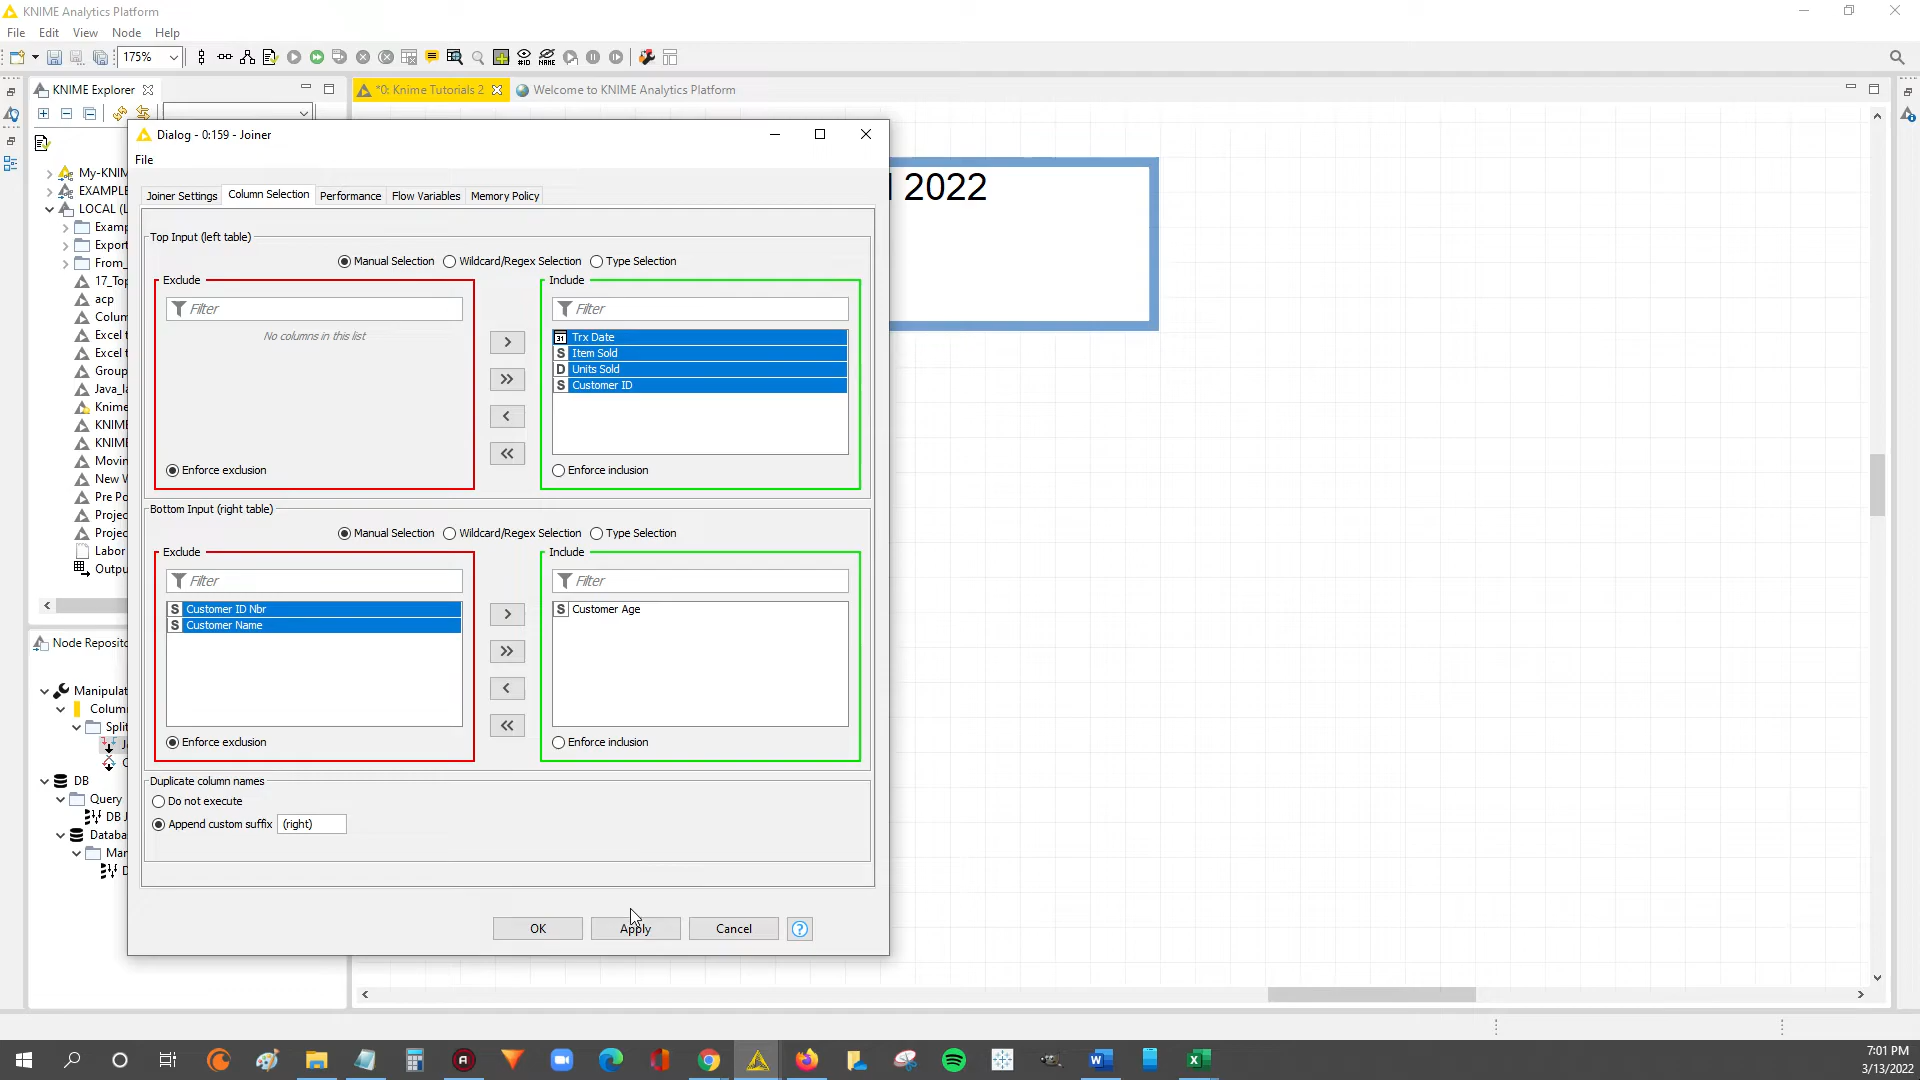 KNIME Analytics Platform
File Edit View Node Help
175%
KNIME Explorer
*0: Knime Tutorials 2
Welcome to KNIME Analytics Platform
Dialog - 0:159 - Joiner
File
My-KNIM
EXAMPLE
LOCAL (L
Examp
Export
From_
17_Top
acp
Colum
Excel t
Excel t
Group
Java_la
Knime
KNIME
KNIME
Movin
New W
Pre Po
Projec
Projec
Labor
Outpu
Joiner Settings Column Selection Performance Flow Variables Memory Policy
2022
Top Input (left table)
Manual Selection Wildcard/Regex Selection Type Selection
Exclude
Include
Filter
Filter
No columns in this list
31 Trx Date
S Item Sold
D Units Sold
S Customer ID
> 
>>
<
<<
Enforce exclusion
Enforce inclusion
Bottom Input (right table)
Manual Selection Wildcard/Regex Selection Type Selection
Exclude
Include
Filter
Filter
S Customer ID Nbr
S Customer Name
S Customer Age
>
>>
<
<<
Enforce exclusion
Enforce inclusion
Duplicate column names
Do not execute
Append custom suffix (right)
OK Apply Cancel ?
Node Reposito
Manipulat
Colum
Split
DB
Query
DB J
Databa
Mar
7:01 PM
3/13/2022